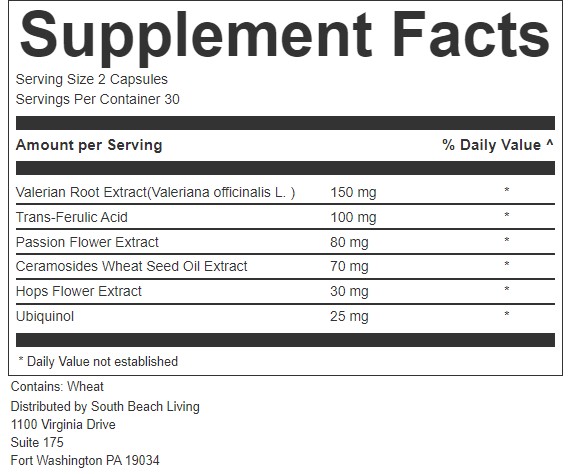 Supplement Facts
Serving Size 2 Capsules
Servings Per Container 30
Amount per Serving % Daily Value ^
Valerian Root Extract(Valeriana officinalis L. ) 150 mg *
Trans-Ferulic Acid 100 mg *
Passion Flower Extract 80 mg *
Ceramosides Wheat Seed Oil Extract 70 mg *
Hops Flower Extract 30 mg *
Ubiquinol 25 mg *
* Daily Value not established
Contains: Wheat
Distributed by South Beach Living
1100 Virginia Drive
Suite 175
Fort Washington PA 19034